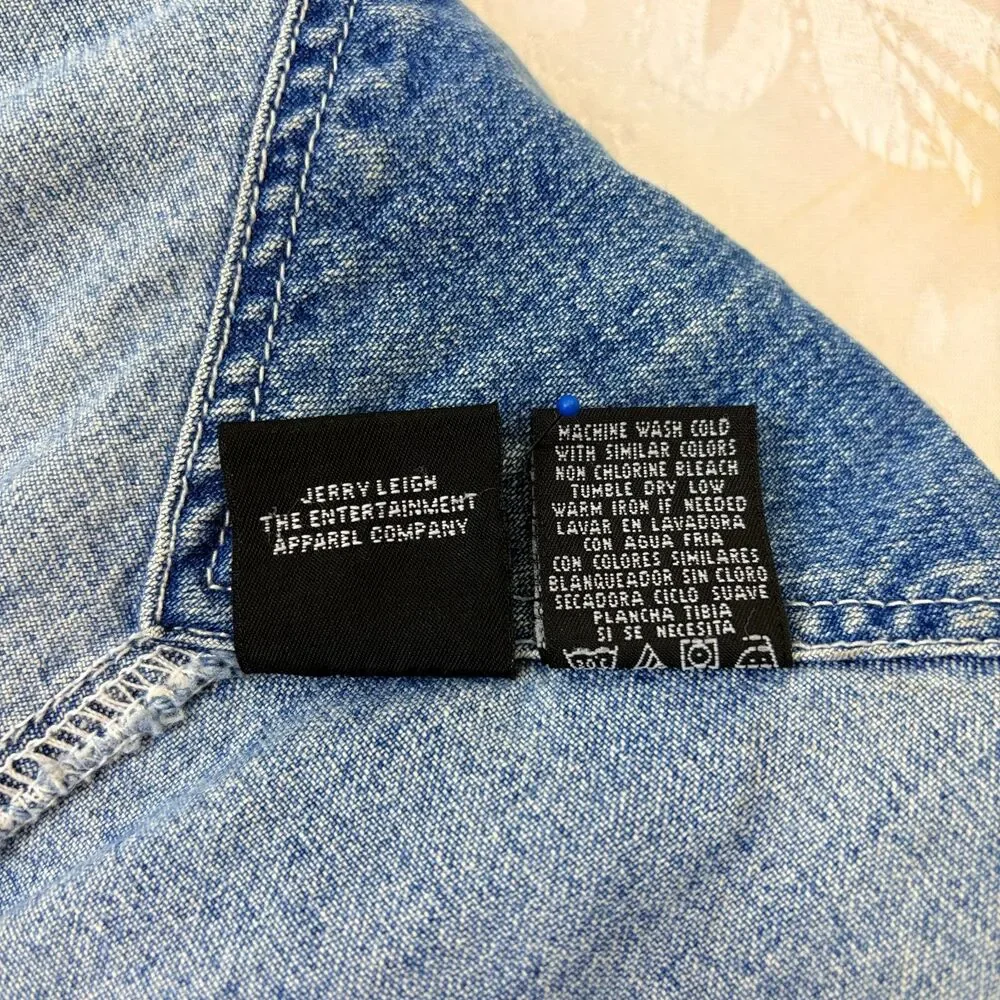 JERRY LEIGH
THE ENTERTAINMENT
APPAREL COMPANY
MACHINE WASH COLD
WITH SIMILAR COLORS
NON CHLORINE BLEACH
TUMBLE DRY LOW
WARM IRON IF NEEDED
LAVAR EN LAVADORA
CON AGUA FRIA
CON COLORES SIMILARES
BLANQUEADOR SIN CLORO
SECADORA CICLO SUAVE
PLANCHA TIBIA
SI SE NECESITA